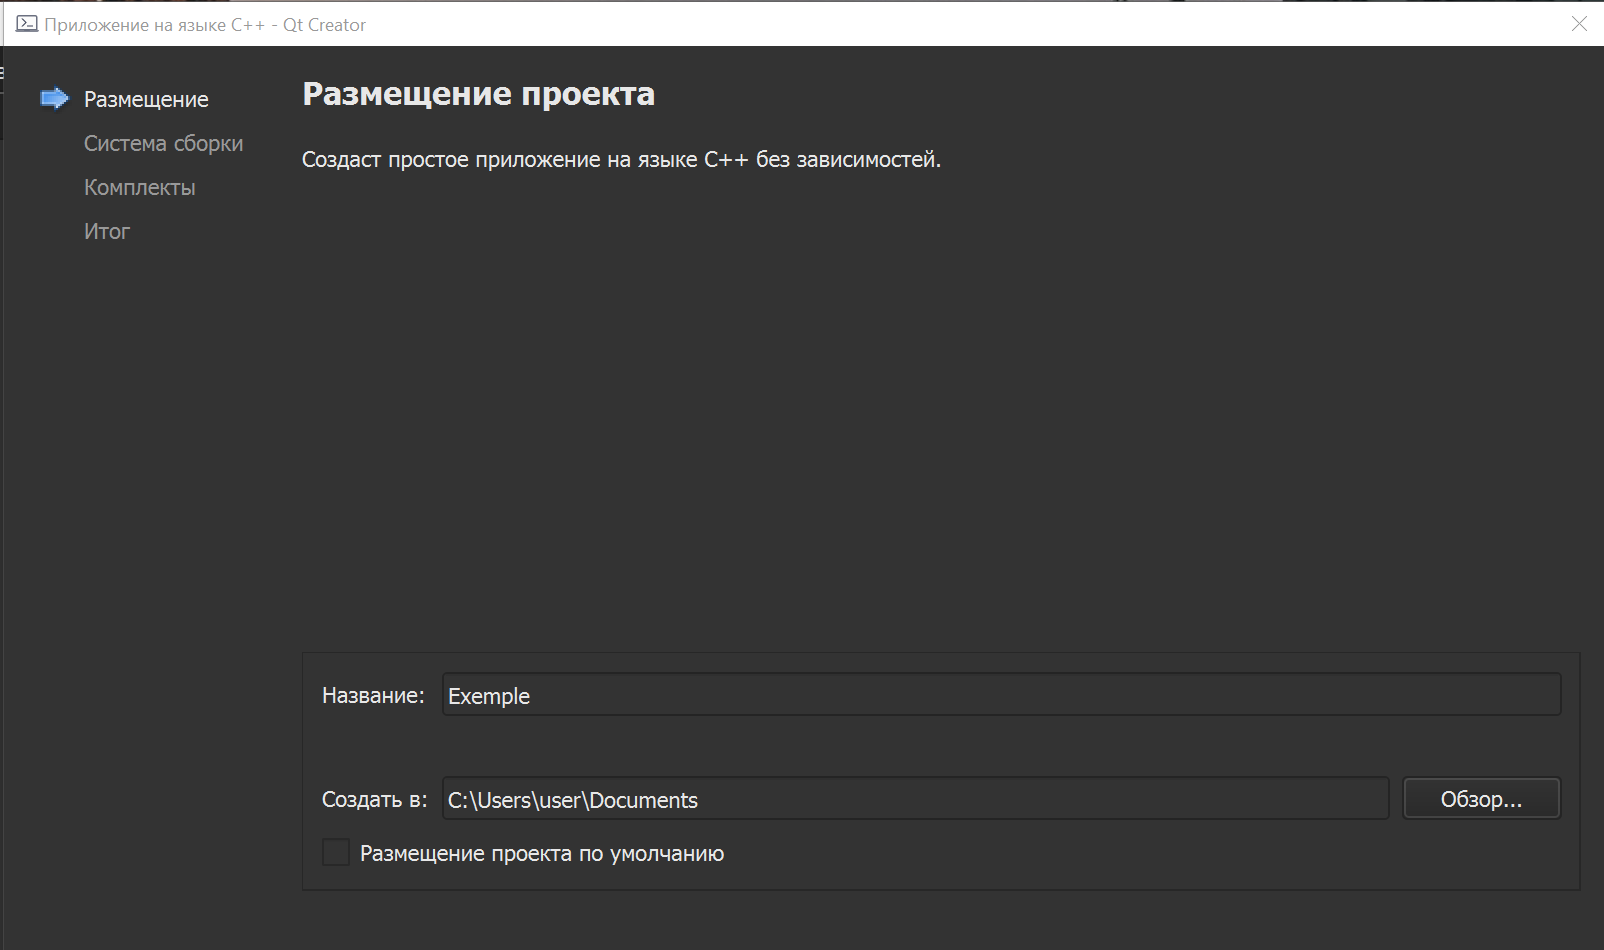 Приложение на языке C++ - Qt Creator
Размещение
Система сборки
Комплекты
Итог
Размещение проекта
Создаст простое приложение на языке C++ без зависимостей.
Название: Exemple
Создать в: C:\Users\user\Documents Обзор...
Размещение проекта по умолчанию